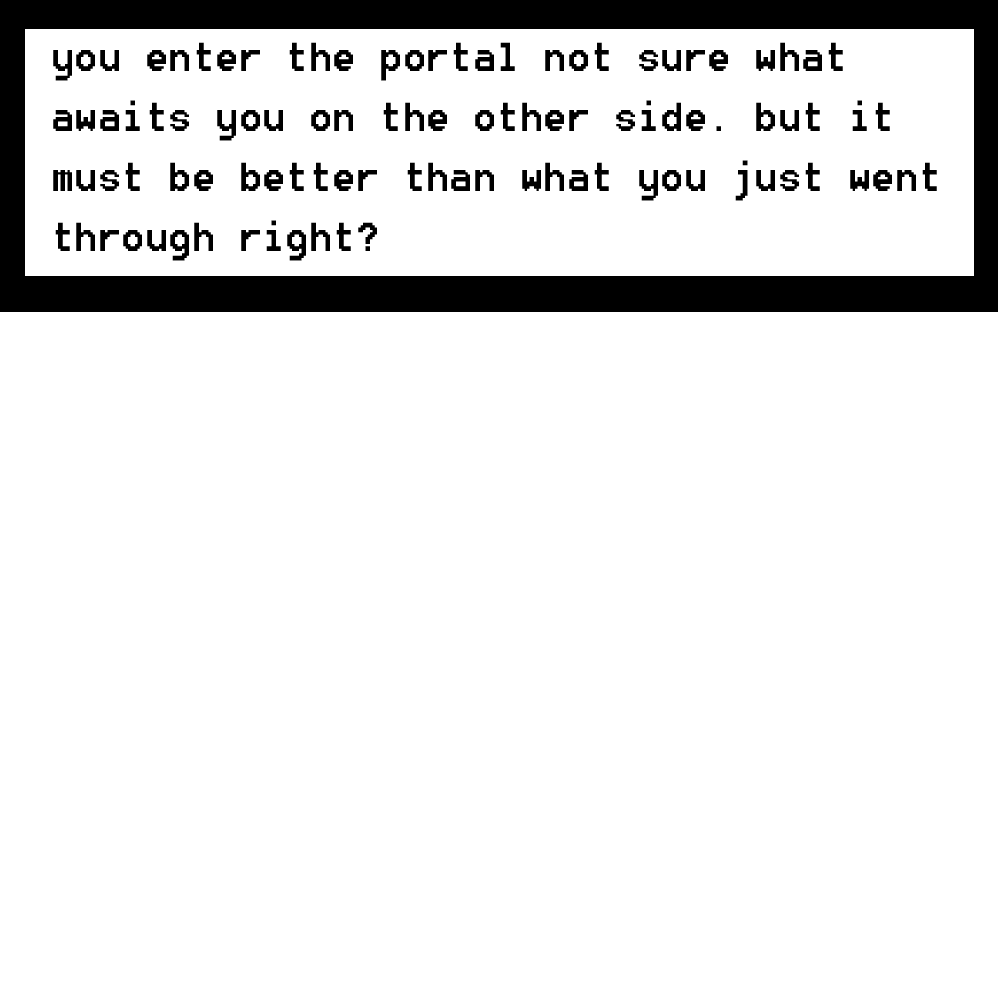 you enter the portal not sure what
awaits you on the other side. but it
must be better than what you just went
through right?